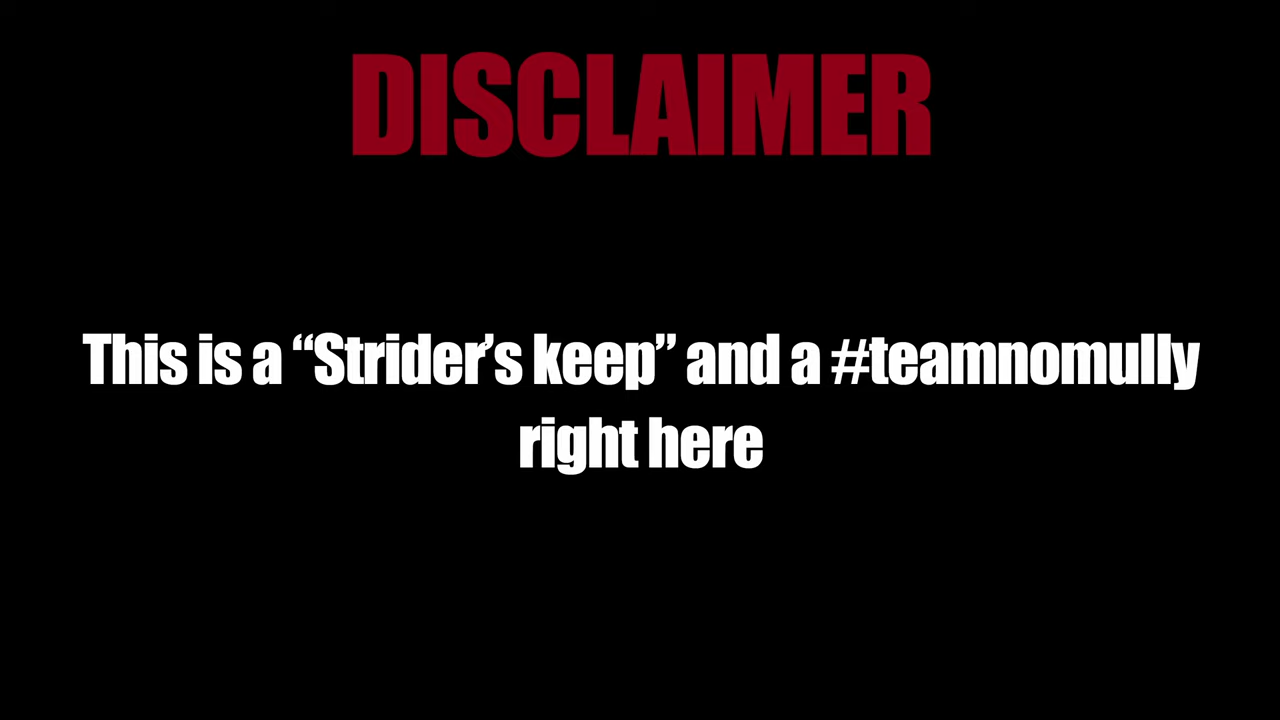 DISCLAIMER
This is a “Strider’s keep” and a #teamnomully
right here